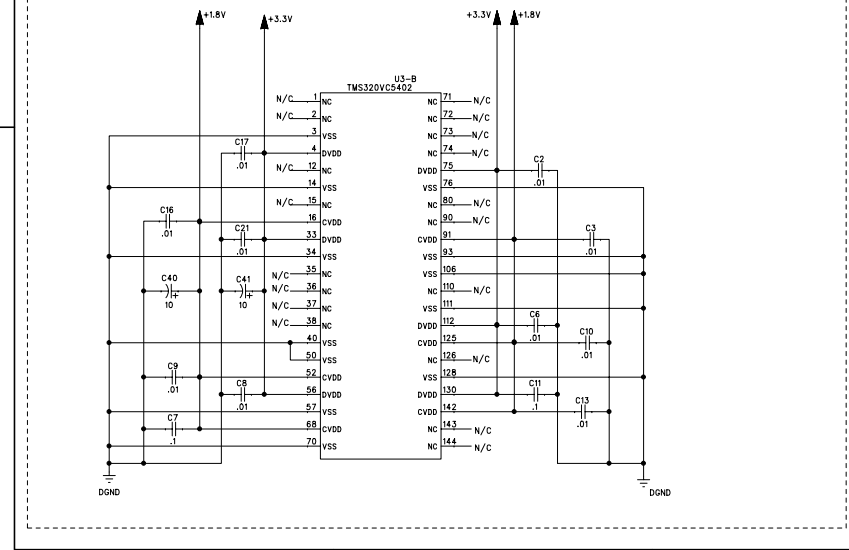 +1.8V
+3.3V
+3.3V
+1.8V
U3-B
TMS320VC5402
N/C 1 NC
NC 71 N/C
N/C 2 NC
NC 72 N/C
3 VSS
NC 73 N/C
C17
.01
4 DVDD
NC 74 N/C
N/C 12 NC
DVDD 75
C2
.01
14 VSS
VSS 76
N/C 15 NC
NC 80 N/C
C16
.01
16 CVDD
NC 90 N/C
C21
.01
33 DVDD
CVDD 91
C3
.01
34 VSS
VSS 93
N/C 35 NC
VSS 106
C40
+
10
C41
+
10
N/C 36 NC
NC 110 N/C
N/C 37 NC
VSS 111
N/C 38 NC
DVDD 112
C6
.01
40 VSS
CVDD 125
C10
.01
50 VSS
NC 126 N/C
C9
.01
52 CVDD
VSS 128
C8
.01
56 DVDD
DVDD 130
C11
.1
57 VSS
CVDD 142
C13
.01
C7
.1
68 CVDD
NC 143 N/C
70 VSS
NC 144 N/C
DGND
DGND